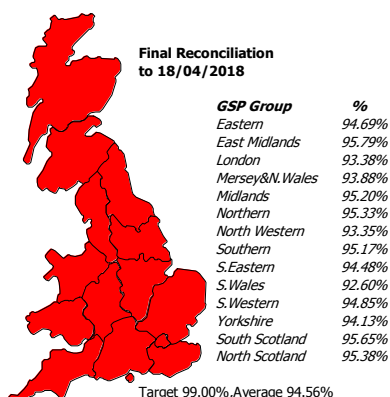 Final Reconciliation
to 18/04/2018
GSP Group %
Eastern 94.69%
East Midlands 95.79%
London 93.38%
Mersey&N.Wales 93.88%
Midlands 95.20%
Northern 95.33%
North Western 93.35%
Southern 95.17%
S.Eastern 94.48%
S.Wales 92.60%
S.Western 94.85%
Yorkshire 94.13%
South Scotland 95.65%
North Scotland 95.38%
Target 99.00%,Average 94.56%